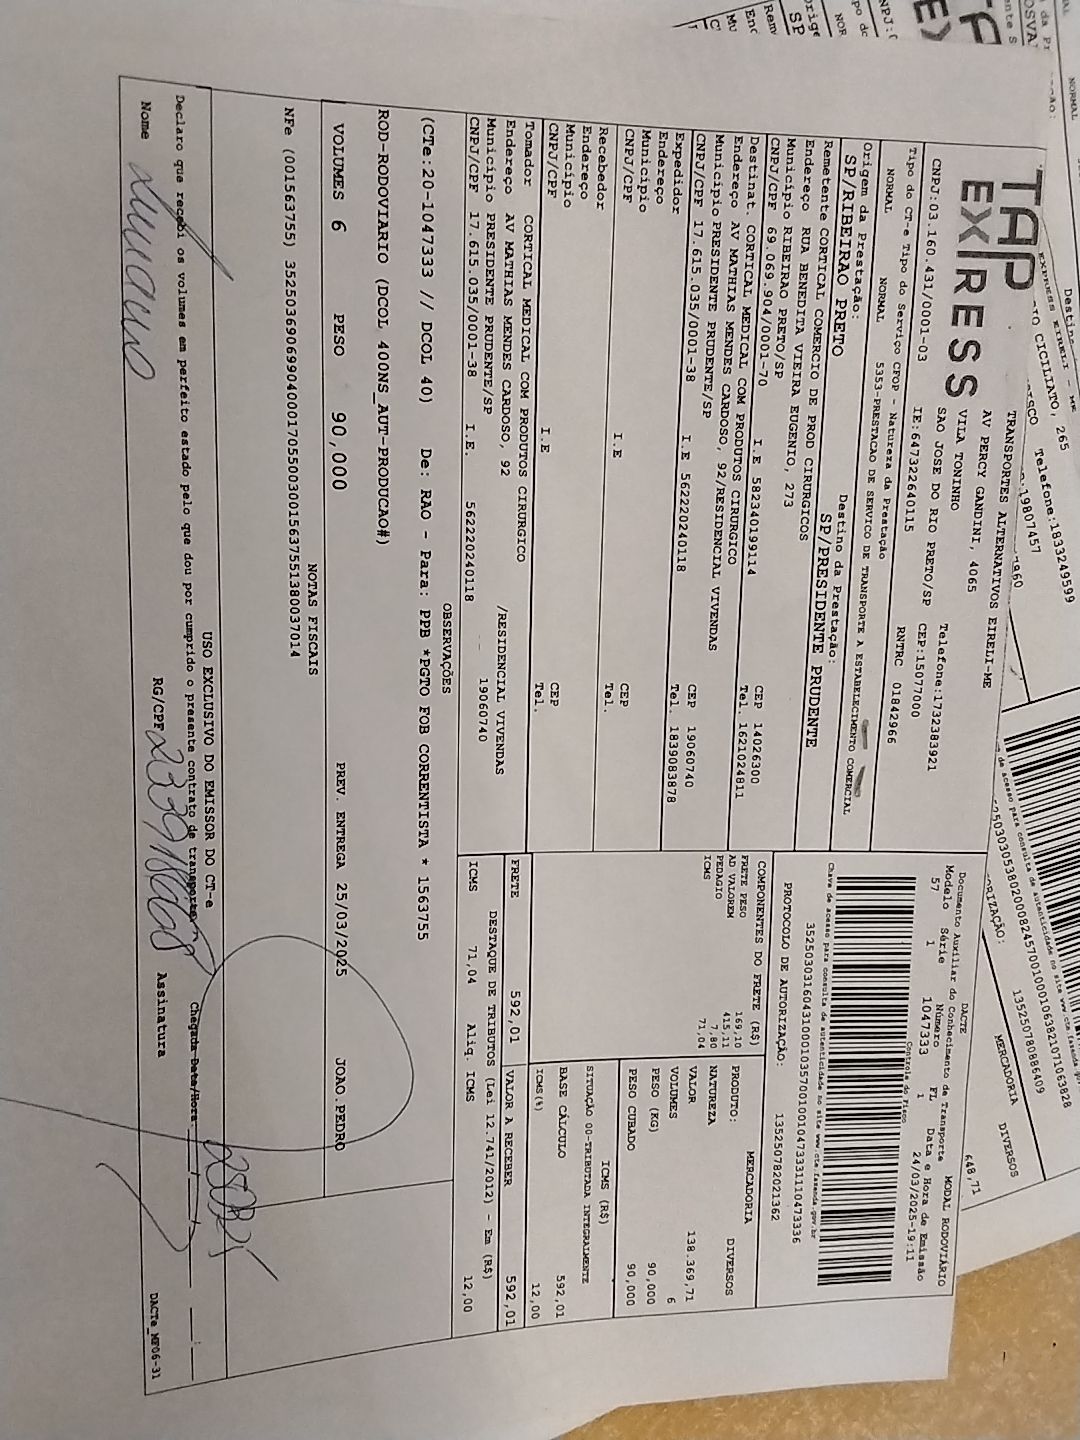 TAP
EXPRESS
TRANSPORTES ALTERNATIVOS EIRELI-ME
AV PERCY GANDINI, 4065
VILA TONINHO
SAO JOSE DO RIO PRETO/SP
Telefone:1732383921
CNPJ:03.160.431/0001-03
IE:647322640115
CEP:15077000
Tipo do CT-e Tipo do Serviço CFOP - Natureza da Prestação
RNTRC 01842966
NORMAL NORMAL 5353-PRESTACAO DE SERVICO DE TRANSPORTE A ESTABELECIMENTO COMERCIAL
Origem da Prestação: Destino da Prestação:
SP/RIBEIRAO PRETO SP/PRESIDENTE PRUDENTE
Remetente CORTICAL COMERCIO DE PROD CIRURGICOS
Endereço RUA BENEDITA VIEIRA EUGENIO, 273
Município RIBEIRAO PRETO/SP CEP 14026300
CNPJ/CPF 69.069.904/0001-70 I.E 582340199114 Tel. 1621024811
Destinat. CORTICAL MEDICAL COM PRODUTOS CIRURGICO
Endereço AV MATHIAS MENDES CARDOSO, 92/RESIDENCIAL VIVENDAS
Município PRESIDENTE PRUDENTE/SP CEP 19060740
CNPJ/CPF 17.615.035/0001-38 I.E 562220240118 Tel. 1839083878
Expedidor
Endereço
Município CEP
CNPJ/CPF I.E Tel.
Recebedor
Endereço
Município CEP
CNPJ/CPF I.E Tel.
Tomador CORTICAL MEDICAL COM PRODUTOS CIRURGICO
Endereço AV MATHIAS MENDES CARDOSO, 92 /RESIDENCIAL VIVENDAS
Município PRESIDENTE PRUDENTE/SP 19060740
CNPJ/CPF 17.615.035/0001-38 I.E. 562220240118
DACTE MODAL RODOVIÁRIO
Documento Auxiliar do Conhecimento de Transporte
Modelo Série Número FL Data e Hora de Emissão
57 1 1047333 1 24/03/2025-19:11
Controle do Fisco
Chave de acesso para consulta de autenticidade no site www.cte.fazenda.gov.br
PROTOCOLO DE AUTORIZAÇÃO: 135250782021362
COMPONENTES DO FRETE (R$)
FRETE PESO 169,10
AD VALOREM 415,11
PEDAGIO 7,80
ICMS 71,04
PRODUTO: MERCADORIA
NATUREZA DIVERSOS
VALOR 138.369,71
VOLUMES 6
PESO (KG) 90,000
PESO CUBADO 90,000
ICMS (R$)
SITUAÇÃO 00-TRIBUTADA INTEGRALMENTE
BASE CÁLCULO 592,01
ICMS(%) 12,00
FRETE 592,01 VALOR A RECEBER 592,01
DESTAQUE DE TRIBUTOS (Lei 12.741/2012) - Em (R$)
ICMS 71,04 Aliq. ICMS 12,00
OBSERVAÇÕES
(CTe:20-1047333 // DCOL 40) De: RAO - Para: PPB *PGTO FOB CORRENTISTA * 1563755
ROD-RODOVIARIO (DCOL 400NS_AUT-PRODUCAO#)
VOLUMES 6 PESO 90,000 PREV. ENTREGA 25/03/2025 JOAO.PEDRO
NOTAS FISCAIS
NFe (001563755)
USO EXCLUSIVO DO EMISSOR DO CT-e
Declaro que recebi os volumes em perfeito estado pelo que dou por cumprido o presente contrato de transporte Chegada Data/Hora:
Nome RG/CPF Assinatura
DACTe_MP06-31
EXPRESS EIRELI - ME
CICILIATO, 265
Telefone:1833249599
:19807457
MERCADORIA
DIVERSOS
135250780886409
648,71